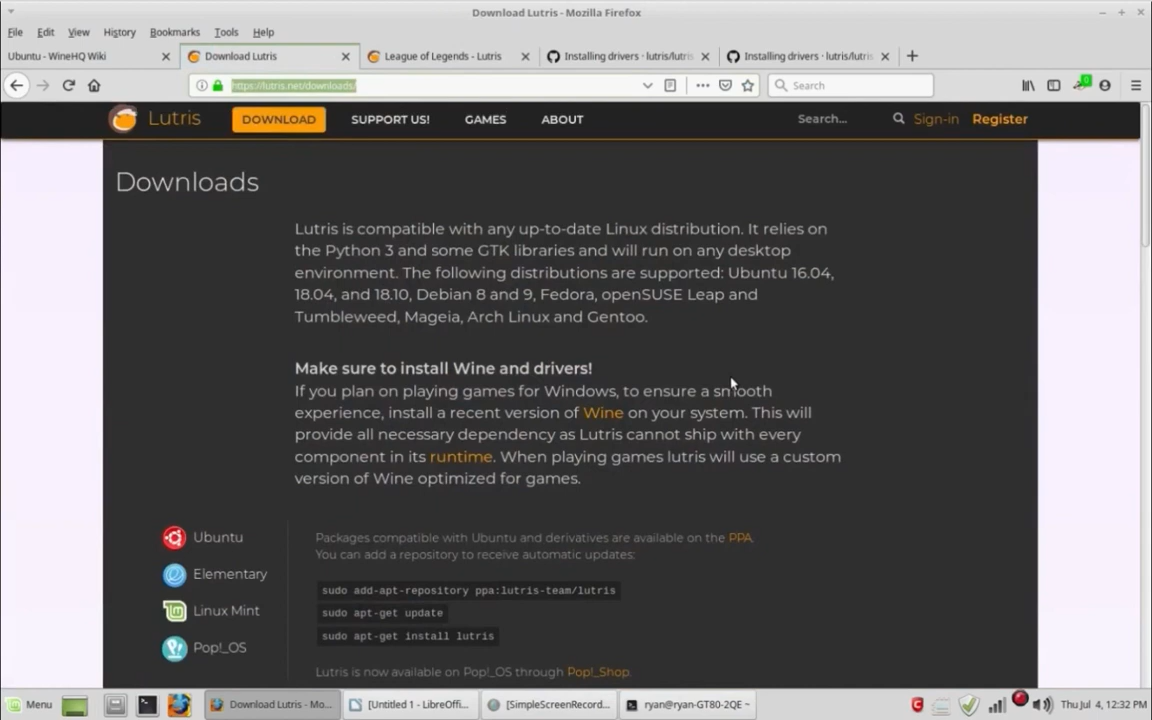 Download Lutris - Mozilla Firefox
File Edit View History Bookmarks Tools Help
Ubuntu - WineHQ Wiki
Download Lutris
League of Legends - Lutris
Installing drivers · lutris/lutris
Installing drivers · lutris/lutris
https://lutris.net/downloads/
Search
Lutris
DOWNLOAD
SUPPORT US!
GAMES
ABOUT
Search...
Sign-in
Register
Downloads
Lutris is compatible with any up-to-date Linux distribution. It relies on
the Python 3 and some GTK libraries and will run on any desktop
environment. The following distributions are supported: Ubuntu 16.04,
18.04, and 18.10, Debian 8 and 9, Fedora, openSUSE Leap and
Tumbleweed, Mageia, Arch Linux and Gentoo.
Make sure to install Wine and drivers!
If you plan on playing games for Windows, to ensure a smooth
experience, install a recent version of Wine on your system. This will
provide all necessary dependency as Lutris cannot ship with every
component in its runtime. When playing games lutris will use a custom
version of Wine optimized for games.
Ubuntu
Elementary
Linux Mint
Pop!_OS
Packages compatible with Ubuntu and derivatives are available on the PPA.
You can add a repository to receive automatic updates:
sudo add-apt-repository ppa:lutris-team/lutris
sudo apt-get update
sudo apt-get install lutris
Lutris is now available on Pop!_OS through Pop!_Shop.
Menu
Download Lutris - Mo...
[Untitled 1 - LibreOffi...
[SimpleScreenRecord...
ryan@ryan-GT80-2QE ~
Thu Jul 4, 12:32 PM